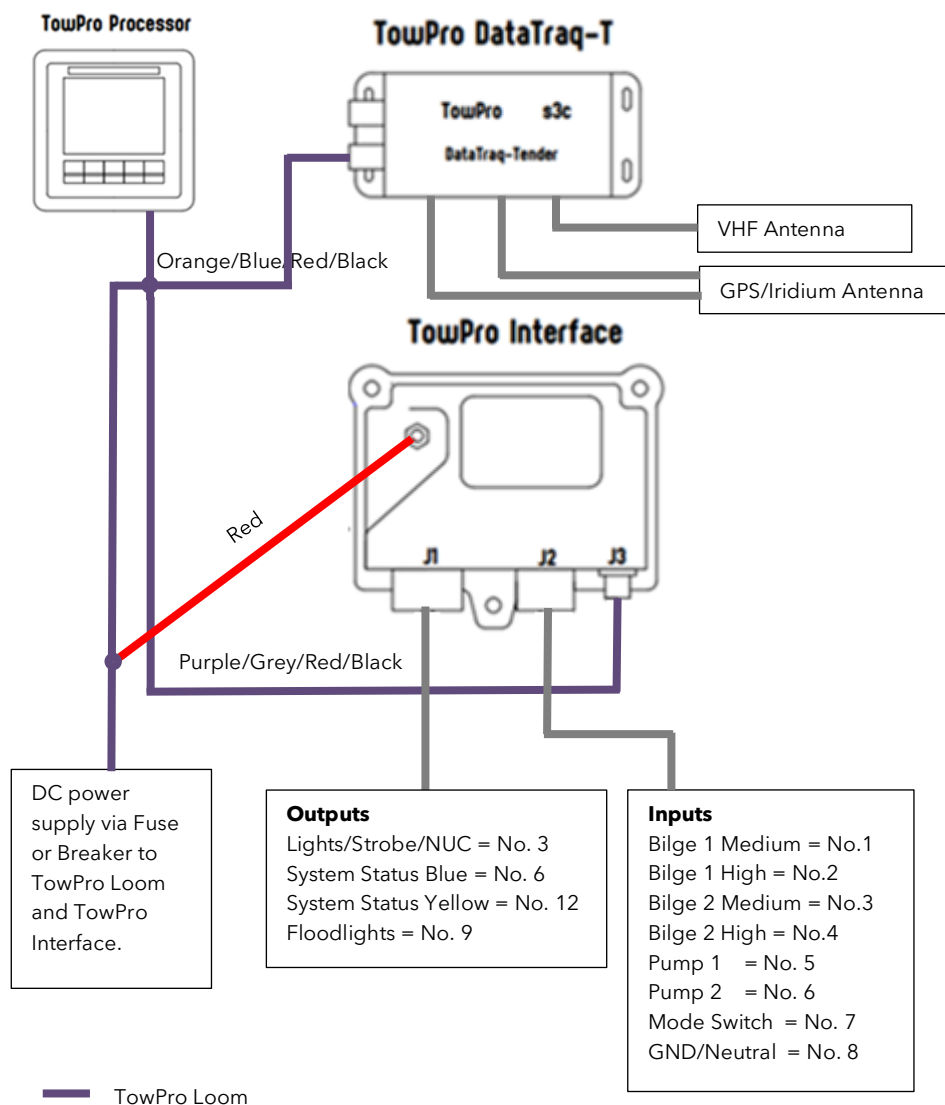 TowPro Processor
TowPro DataTraq-T
TowPro s3c
DataTraq-Tender
VHF Antenna
Orange/Blue/Red/Black
GPS/Iridium Antenna
TowPro Interface
Red
J1 J2 J3
Purple/Grey/Red/Black
DC power
supply via Fuse
or Breaker to
TowPro Loom
and TowPro
Interface.
Outputs
Lights/Strobe/NUC = No. 3
System Status Blue = No. 6
System Status Yellow = No. 12
Floodlights = No. 9
Inputs
Bilge 1 Medium = No.1
Bilge 1 High = No.2
Bilge 2 Medium = No.3
Bilge 2 High = No.4
Pump 1 = No. 5
Pump 2 = No. 6
Mode Switch = No. 7
GND/Neutral = No. 8
TowPro Loom